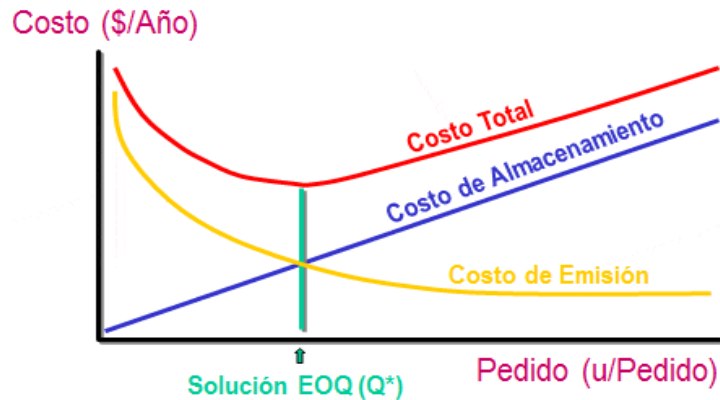 Costo ($/Año)
Costo Total
Costo de Almacenamiento
Costo de Emisión
Solución EOQ (Q*)
Pedido (u/Pedido)